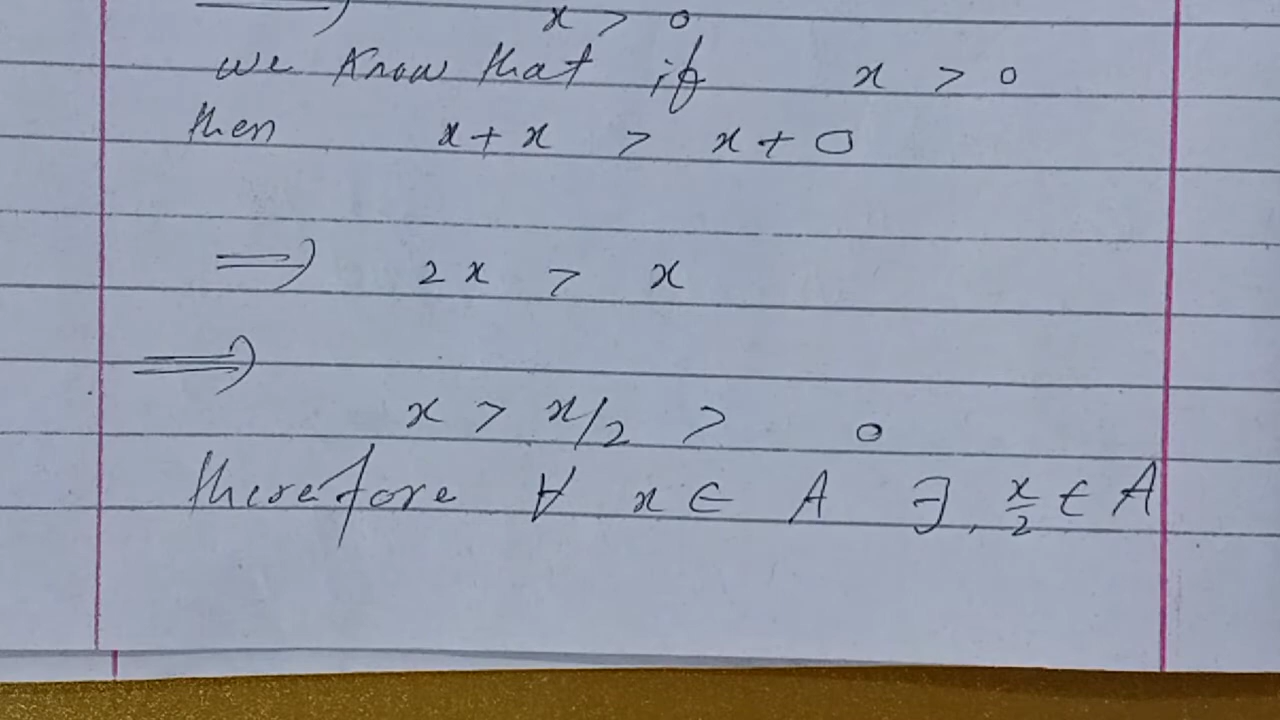 ⟹ x > 0
we know that if x > 0
then x + x > x + 0
⟹ 2x > x
⟹
x > x/2 > 0
therefore ∀ x ∈ A ∃, x/2 ∈ A